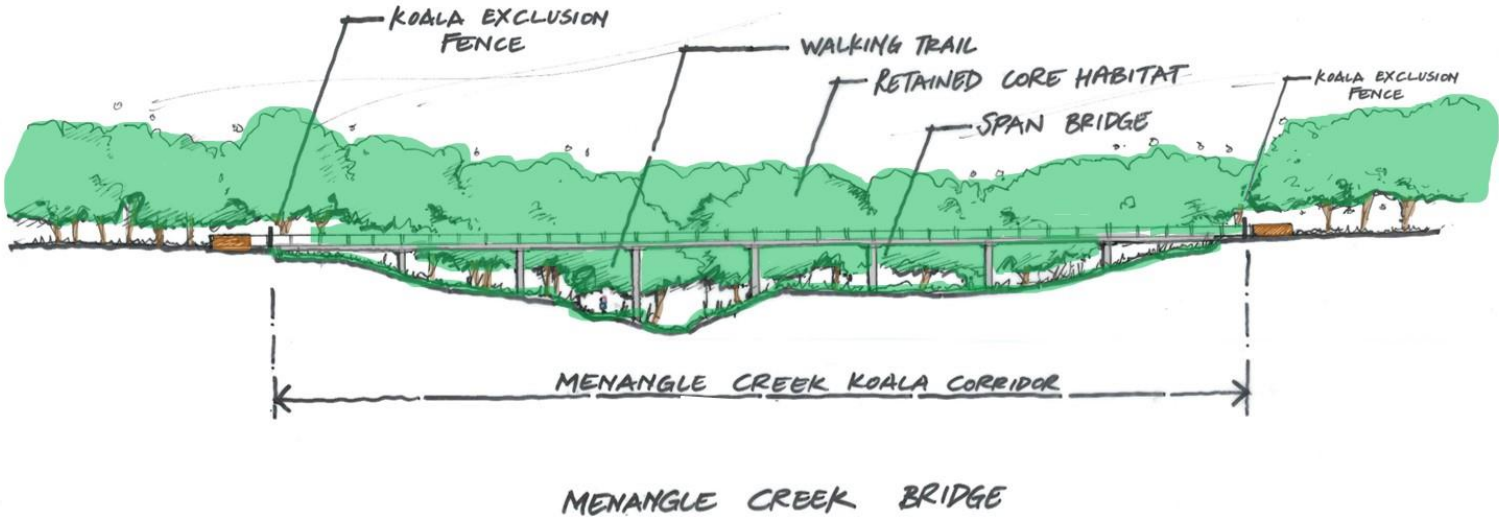 KOALA EXCLUSION
FENCE
WALKING TRAIL
RETAINED CORE HABITAT
SPAN BRIDGE
KOALA EXCLUSION
FENCE
MENANGLE CREEK KOALA CORRIDOR
MENANGLE CREEK BRIDGE